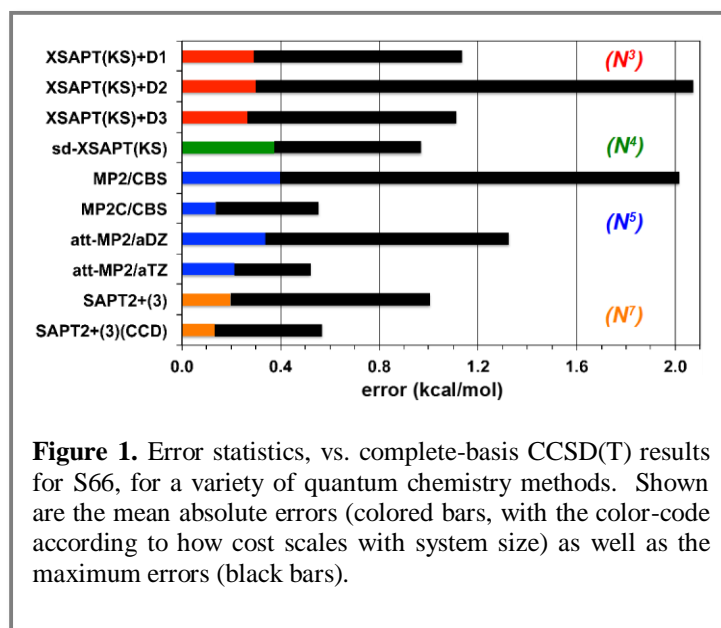 XSAPT(KS)+D1
XSAPT(KS)+D2
XSAPT(KS)+D3
sd-XSAPT(KS)
MP2/CBS
MP2C/CBS
att-MP2/aDZ
att-MP2/aTZ
SAPT2+(3)
SAPT2+(3)(CCD)
(N³)
(N⁴)
(N⁵)
(N⁷)
0.0 0.4 0.8 1.2 1.6 2.0
error (kcal/mol)
Figure 1. Error statistics, vs. complete-basis CCSD(T) results
for S66, for a variety of quantum chemistry methods. Shown
are the mean absolute errors (colored bars, with the color-code
according to how cost scales with system size) as well as the
maximum errors (black bars).